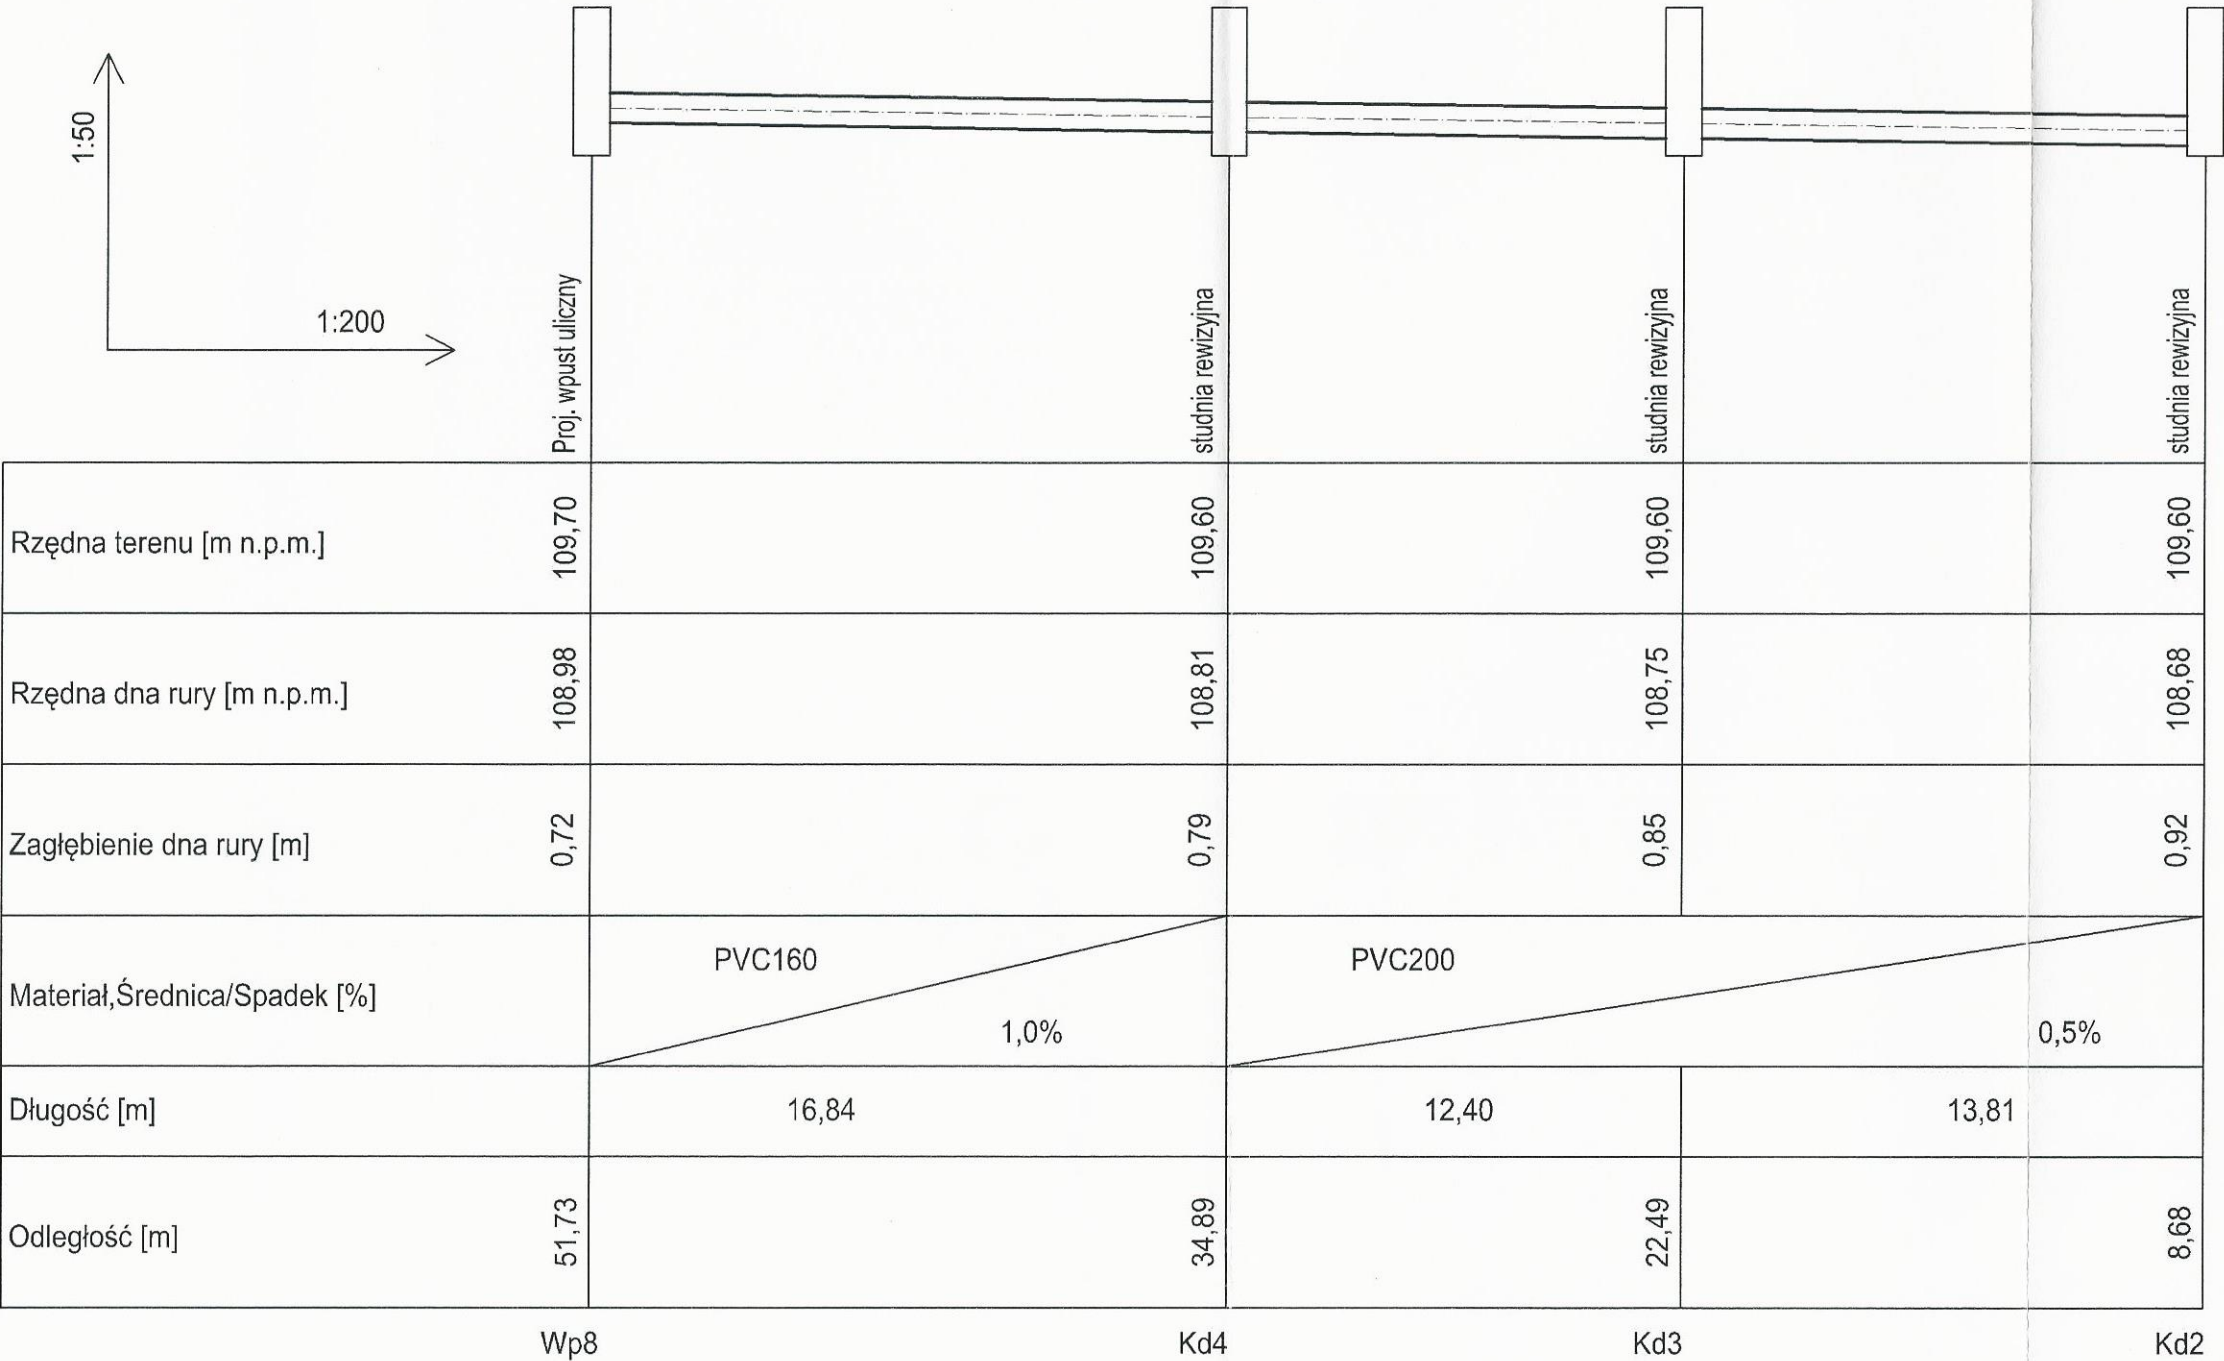 1:50
1:200
Proj. wpust uliczny
studnia rewizyjna
studnia rewizyjna
studnia rewizyjna
Rzędna terenu [m n.p.m.]
109,70
109,60
109,60
109,60
Rzędna dna rury [m n.p.m.]
108,98
108,81
108,75
108,68
Zagłębienie dna rury [m]
0,72
0,79
0,85
0,92
Materiał,Średnica/Spadek [%]
PVC160
1,0%
PVC200
0,5%
Długość [m]
16,84
12,40
13,81
Odległość [m]
51,73
34,89
22,49
8,68
Wp8
Kd4
Kd3
Kd2